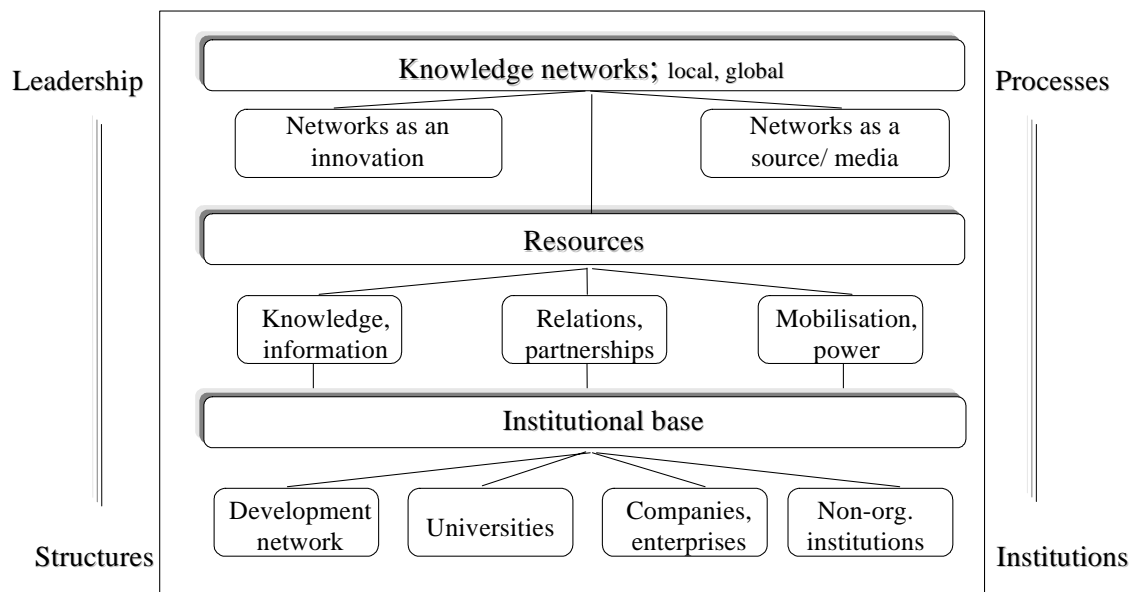 Knowledge networks; local, global
Leadership
Processes
Networks as an
innovation
Networks as a
source/ media
Resources
Knowledge,
information
Relations,
partnerships
Mobilisation,
power
Institutional base
Development
network
Universities
Companies,
enterprises
Non-org.
institutions
Structures
Institutions